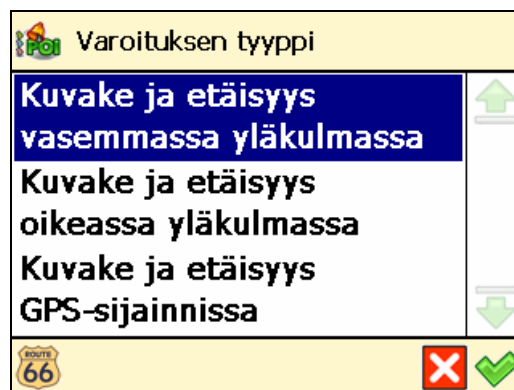 POI
Varoituksen tyyppi
Kuvake ja etäisyys
vasemmassa yläkulmassa
Kuvake ja etäisyys
oikeassa yläkulmassa
Kuvake ja etäisyys
GPS-sijainnissa
ROUTE
66